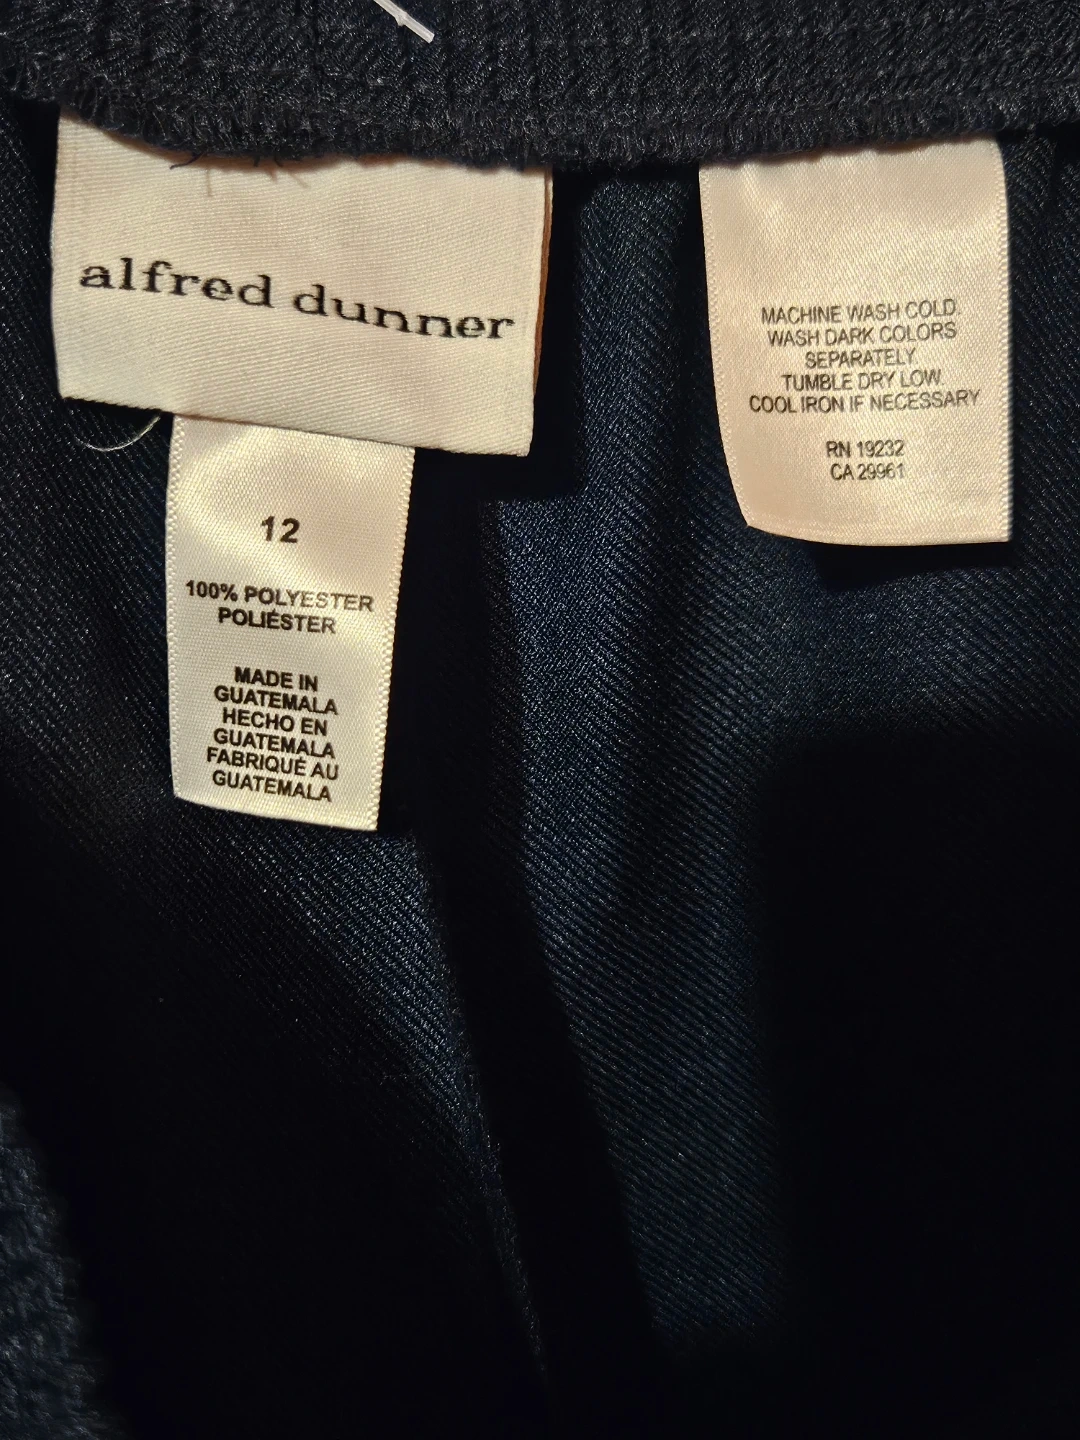 alfred dunner
12
100% POLYESTER
POLIÉSTER
MADE IN
GUATEMALA
HECHO EN
GUATEMALA
FABRIQUÉ AU
GUATEMALA
MACHINE WASH COLD.
WASH DARK COLORS
SEPARATELY.
TUMBLE DRY LOW.
COOL IRON IF NECESSARY
RN 19232
CA 29961